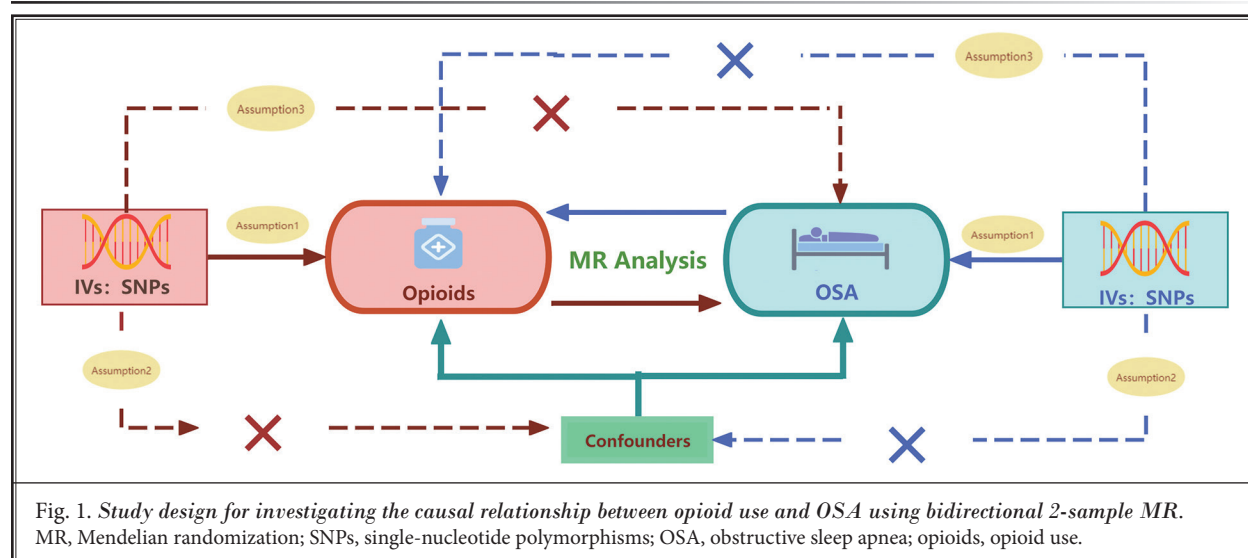 Assumption3
Assumption3
Assumption1
Assumption1
MR Analysis
IVs: SNPs
Opioids
OSA
IVs: SNPs
Assumption2
Assumption2
Confounders
Fig. 1. Study design for investigating the causal relationship between opioid use and OSA using bidirectional 2-sample MR.
MR, Mendelian randomization; SNPs, single-nucleotide polymorphisms; OSA, obstructive sleep apnea; opioids, opioid use.